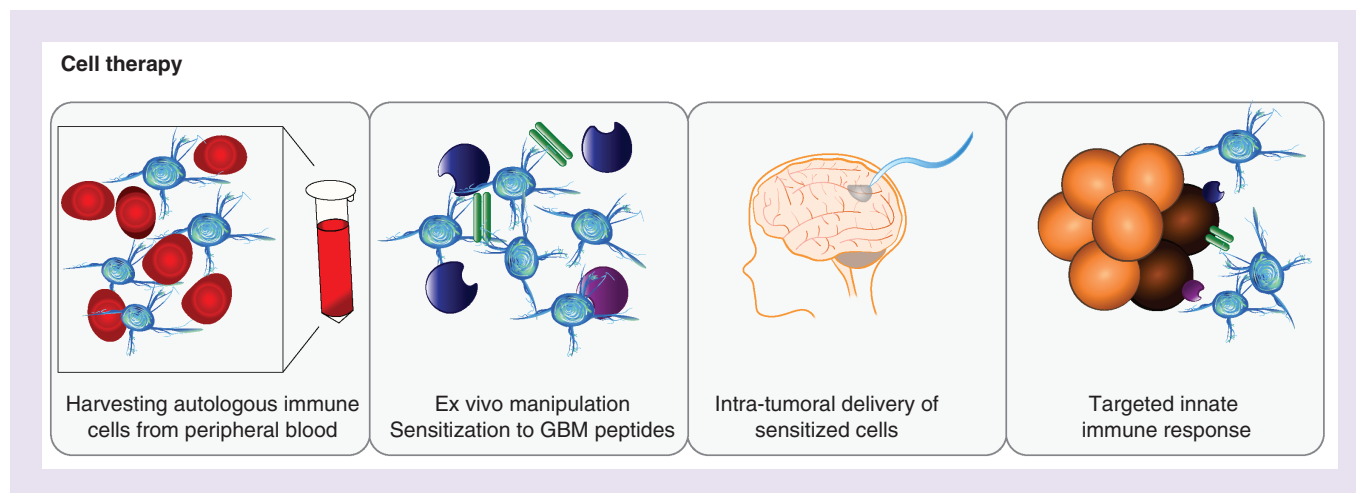 Cell therapy
Harvesting autologous immune
cells from peripheral blood
Ex vivo manipulation
Sensitization to GBM peptides
Intra-tumoral delivery of
sensitized cells
Targeted innate
immune response